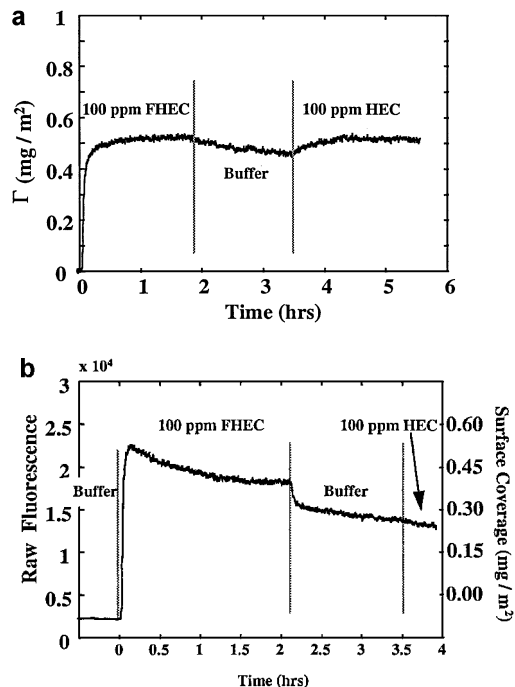 a
1
0.8
0.6
0.4
0.2
0
Γ (mg / m²)
100 ppm FHEC
100 ppm HEC
Buffer
0 1 2 3 4 5 6
Time (hrs)
b
x 10⁴
3
2.5
2
1.5
1
0.5
0
Raw Fluorescence
Buffer
100 ppm FHEC
100 ppm HEC
Buffer
0.60
0.45
0.30
0.15
0.00
Surface Coverage (mg / m²)
0 0.5 1 1.5 2 2.5 3 3.5 4
Time (hrs)